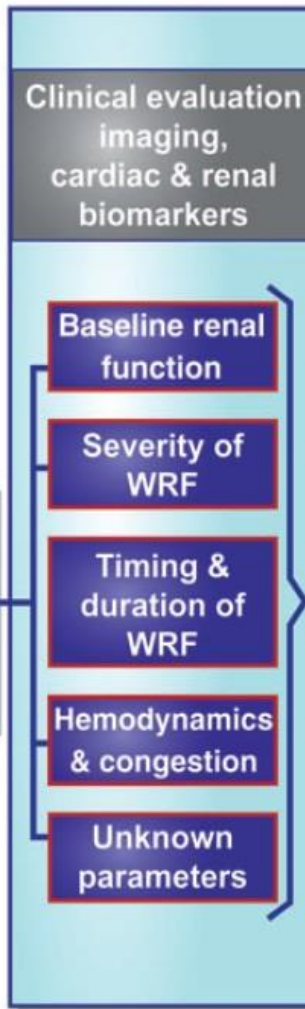 Clinical evaluation
imaging,
cardiac & renal
biomarkers
Baseline renal
function
Severity of
WRF
Timing &
duration of
WRF
Hemodynamics
& congestion
Unknown
parameters